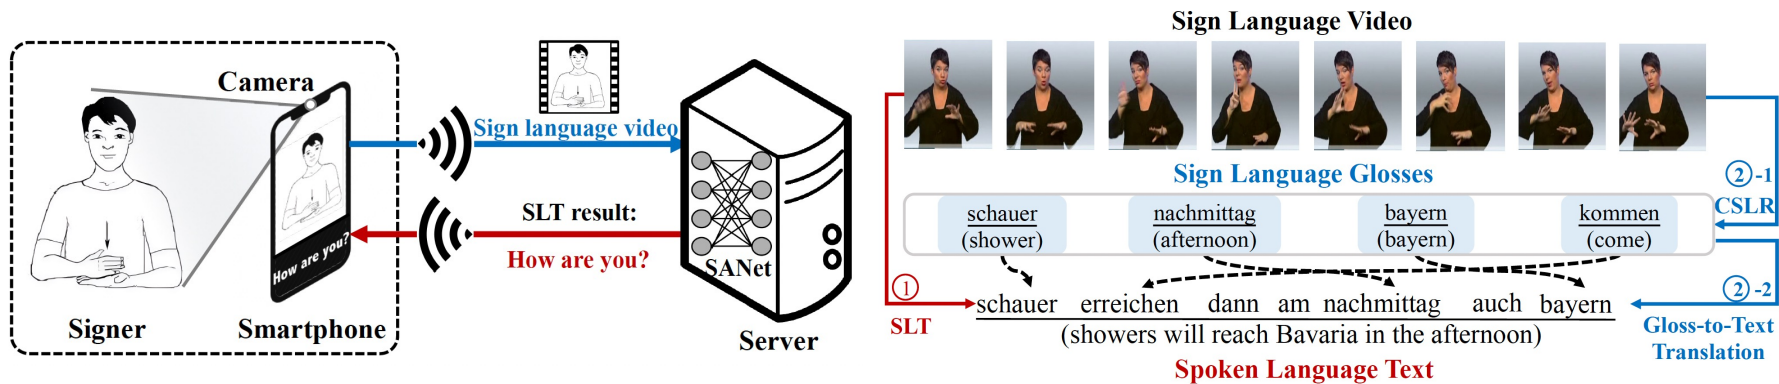 Camera
Sign language video
SLT result:
How are you?
How are you?
SANet
Signer
Smartphone
Server
Sign Language Video
Sign Language Glosses
②-1
CSLR
schauer
(shower)
nachmittag
(afternoon)
bayern
(bayern)
kommen
(come)
①
SLT
schauer erreichen dann am nachmittag auch bayern
(showers will reach Bavaria in the afternoon)
②-2
Gloss-to-Text
Translation
Spoken Language Text